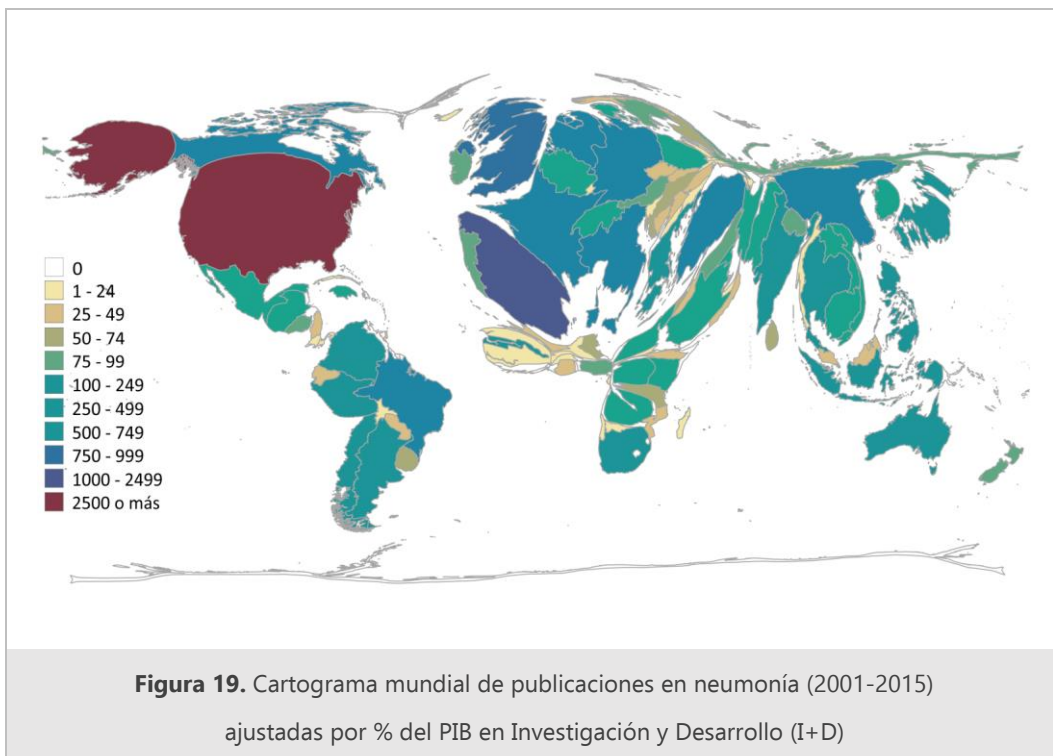 0
1 - 24
25 - 49
50 - 74
75 - 99
100 - 249
250 - 499
500 - 749
750 - 999
1000 - 2499
2500 o más
Figura 19. Cartograma mundial de publicaciones en neumonía (2001-2015)
ajustadas por % del PIB en Investigación y Desarrollo (I+D)